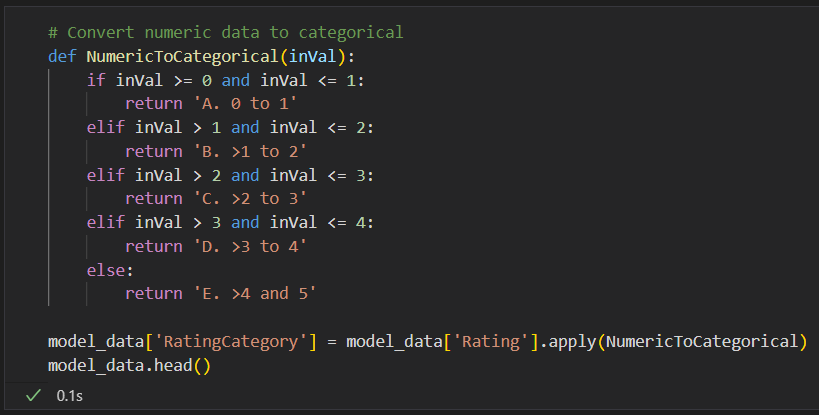 # Convert numeric data to categorical
def NumericToCategorical(inVal):
    if inVal >= 0 and inVal <= 1:
        return 'A. 0 to 1'
    elif inVal > 1 and inVal <= 2:
        return 'B. >1 to 2'
    elif inVal > 2 and inVal <= 3:
        return 'C. >2 to 3'
    elif inVal > 3 and inVal <= 4:
        return 'D. >3 to 4'
    else:
        return 'E. >4 and 5'

model_data['RatingCategory'] = model_data['Rating'].apply(NumericToCategorical)
model_data.head()
✓ 0.1s